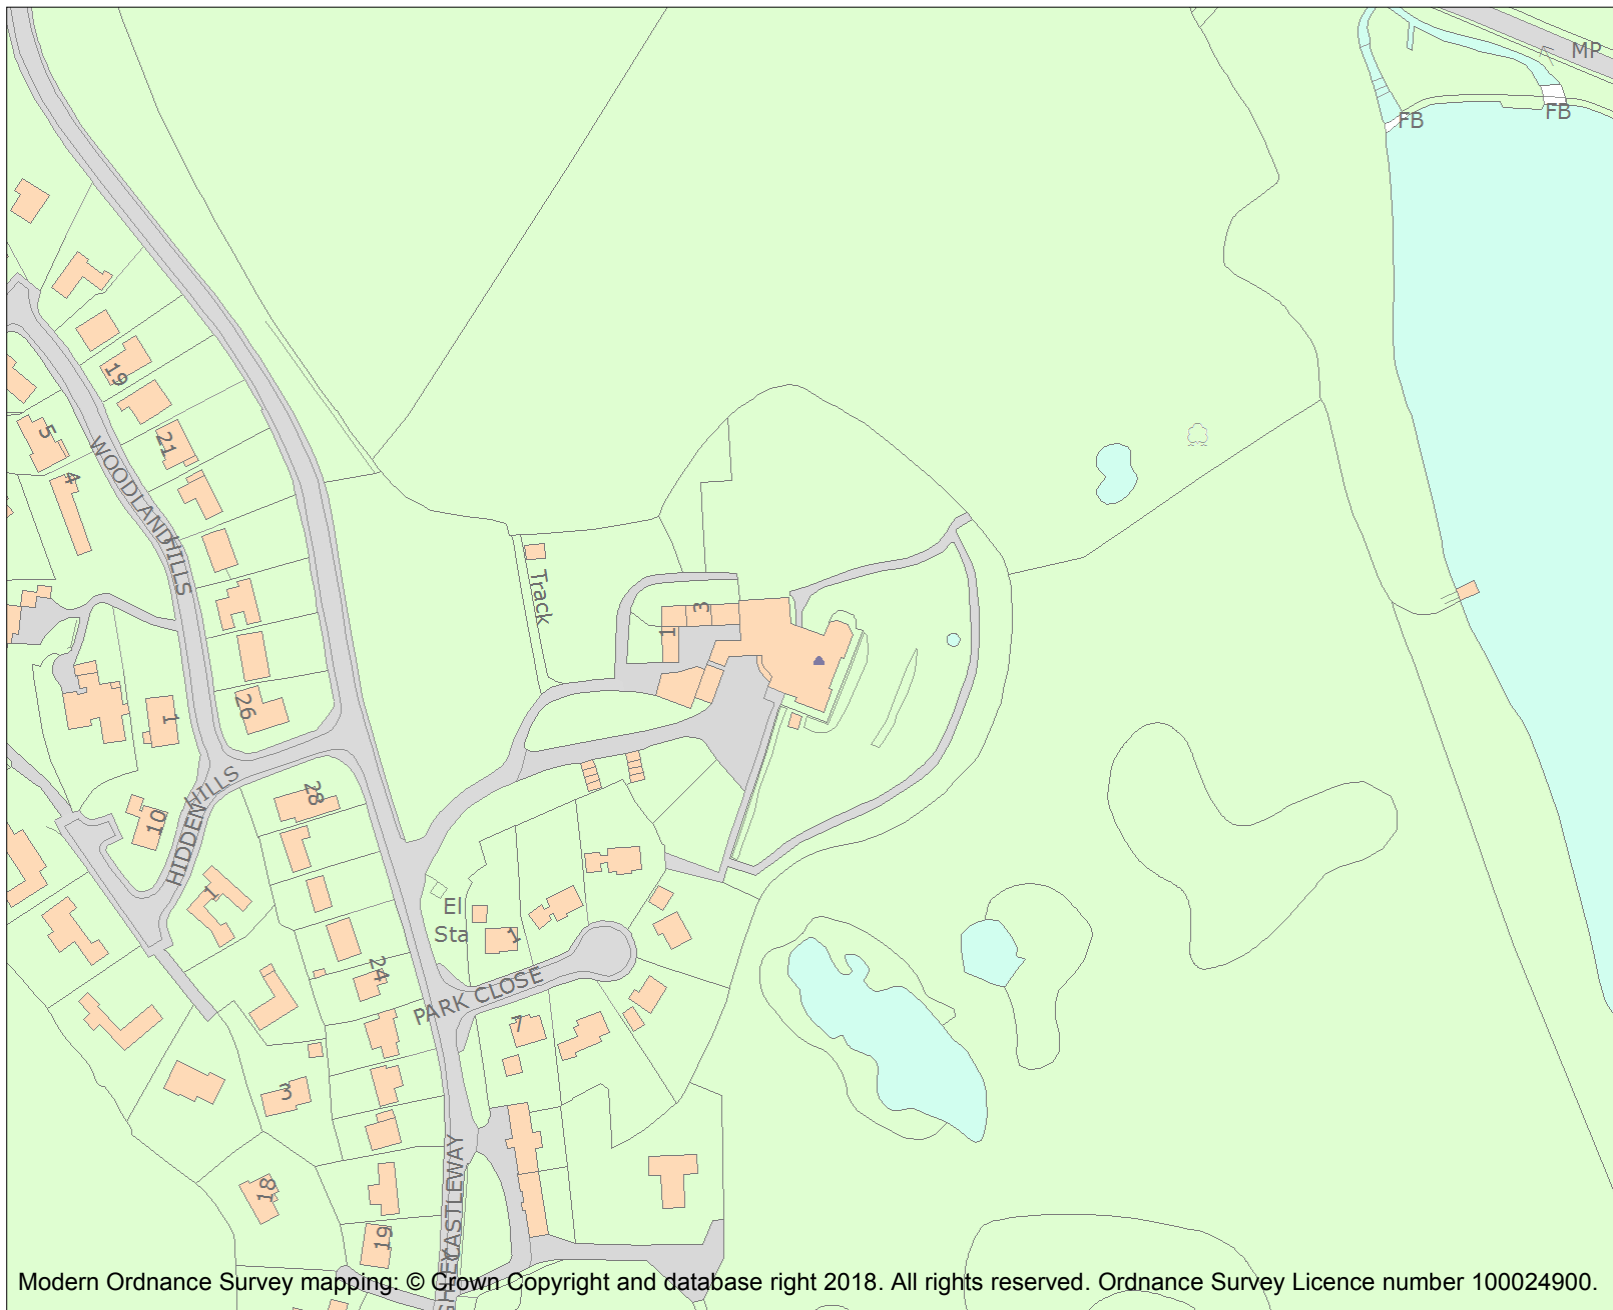 MP
FB
FB
19
5
21
4
WOODLAND
HILLS
Track
3
1
26
1
HILLS
28
10
HIDDEN
1
El
Sta
1
24
PARK CLOSE
7
3
CASTLEWAY
18
19
Modern Ordnance Survey mapping: © Crown Copyright and database right 2018. All rights reserved. Ordnance Survey Licence number 100024900.